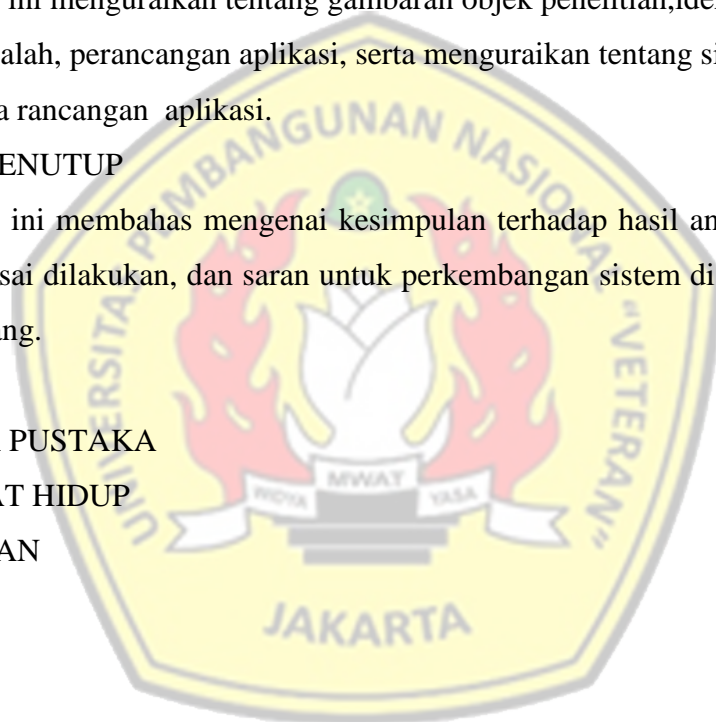 ini menguraikan tentang gambaran objek penelitian,ide
alah, perancangan aplikasi, serta menguraikan tentang si
a rancangan aplikasi.
ENUTUP
ini membahas mengenai kesimpulan terhadap hasil an
sai dilakukan, dan saran untuk perkembangan sistem di
ang.
PUSTAKA
AT HIDUP
AN
UNIVERSITAS PEMBANGUNAN NASIONAL "VETERAN"
WIDYA MWAT YASA
JAKARTA